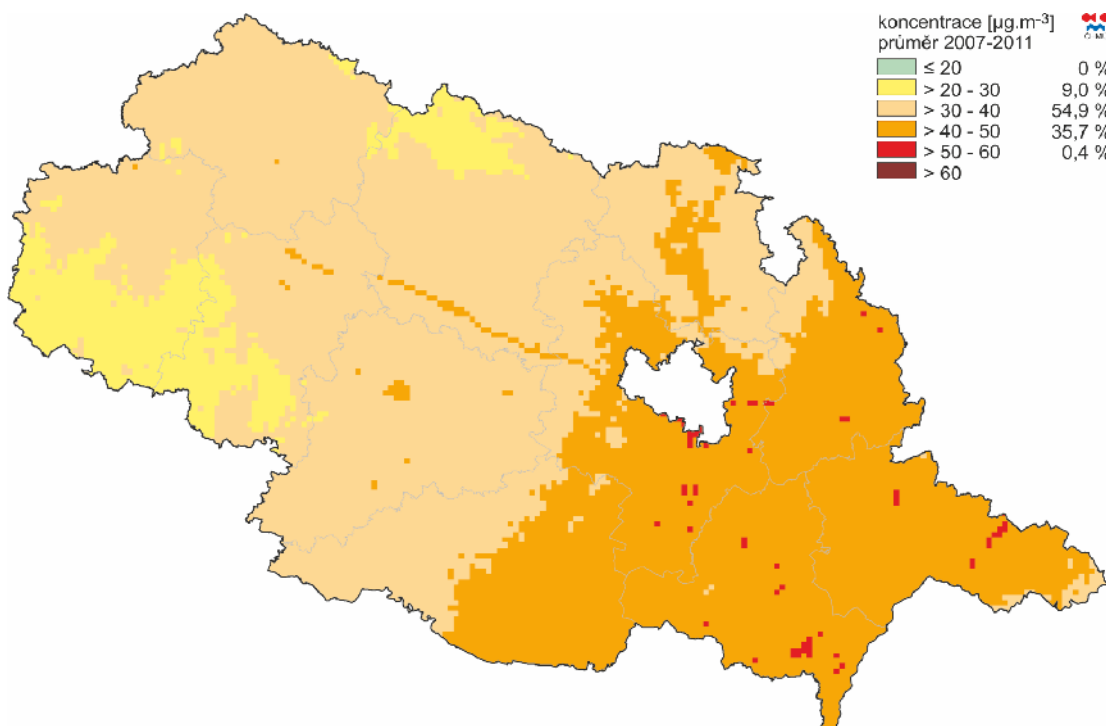 koncentrace [µg.m-3]
průměr 2007-2011
≤ 20 0 %
> 20 - 30 9,0 %
> 30 - 40 54,9 %
> 40 - 50 35,7 %
> 50 - 60 0,4 %
> 60